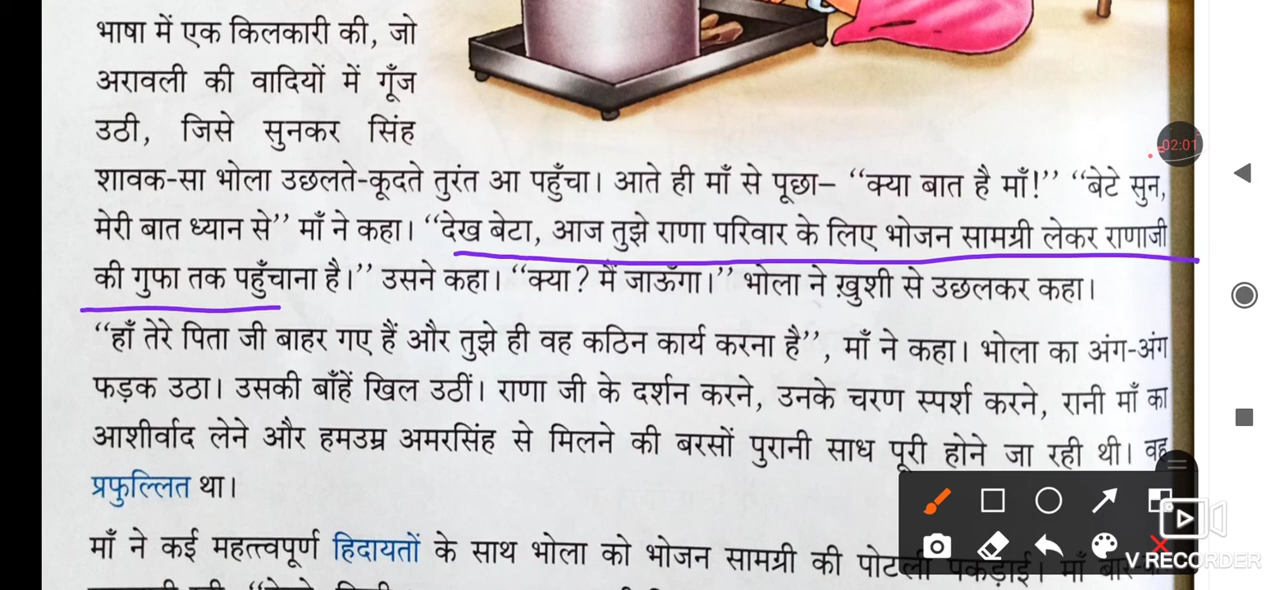 भाषा में एक किलकारी की, जो
अरावली की वादियों में गूँज
उठी, जिसे सुनकर सिंह
शावक-सा भोला उछलते-कूदते तुरंत आ पहुँचा। आते ही माँ से पूछा– “क्या बात है माँ!” “बेटे सुन,
मेरी बात ध्यान से” माँ ने कहा। “देख बेटा, आज तुझे राणा परिवार के लिए भोजन सामग्री लेकर राणाजी
की गुफा तक पहुँचाना है।” उसने कहा। “क्या? मैं जाऊँगा।” भोला ने ख़ुशी से उछलकर कहा।
“हाँ तेरे पिता जी बाहर गए हैं और तुझे ही वह कठिन कार्य करना है”, माँ ने कहा। भोला का अंग-अंग
फड़क उठा। उसकी बाँहें खिल उठीं। राणा जी के दर्शन करने, उनके चरण स्पर्श करने, रानी माँ का
आशीर्वाद लेने और हमउम्र अमरसिंह से मिलने की बरसों पुरानी साध पूरी होने जा रही थी। वह
प्रफुल्लित था।
माँ ने कई महत्त्वपूर्ण हिदायतों के साथ भोला को भोजन सामग्री की पोटली पकड़ाई। माँ
02:01
V RECORDER